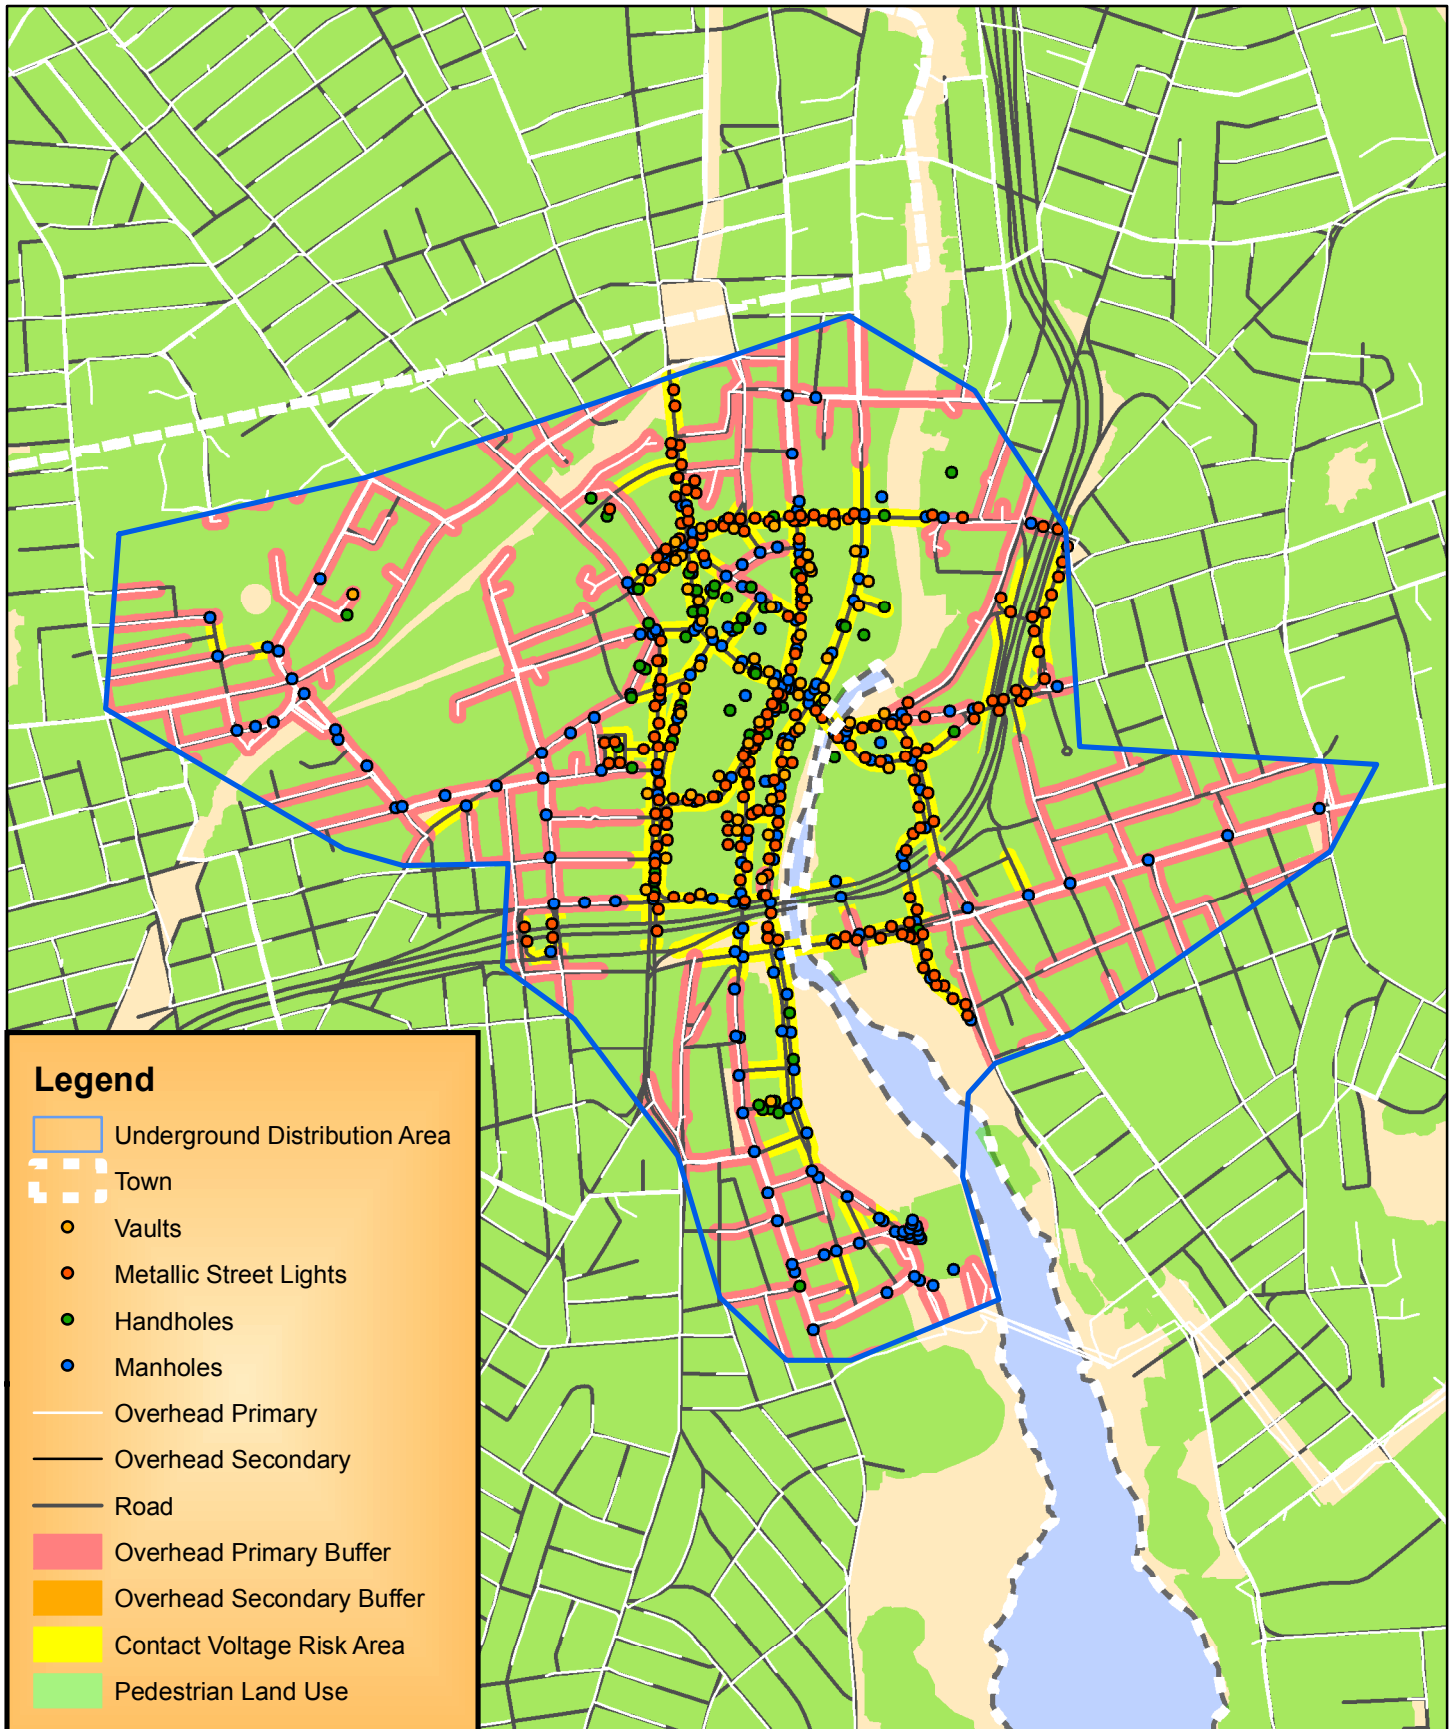 Legend
Underground Distribution Area
Town
Vaults
Metallic Street Lights
Handholes
Manholes
Overhead Primary
Overhead Secondary
Road
Overhead Primary Buffer
Overhead Secondary Buffer
Contact Voltage Risk Area
Pedestrian Land Use